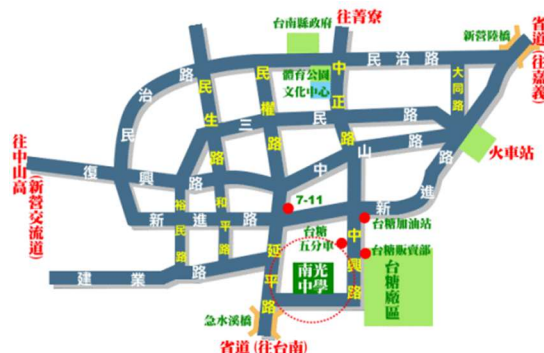 往菁寮
台南縣政府
新營陸橋
省道(往嘉義)
民治路
民治路
體育公園
文化中心
中正路
民權路
民生路
大同路
三民路
火車站
往中山高
(新營交流道)
復興路
中山路
7-11
新進路
新進路
裕民路
和平路
台糖加油站
台糖
五分車
中興路
台糖販賣部
台糖廠區
南光
中學
延平路
建業路
急水溪橋
省道(往台南)